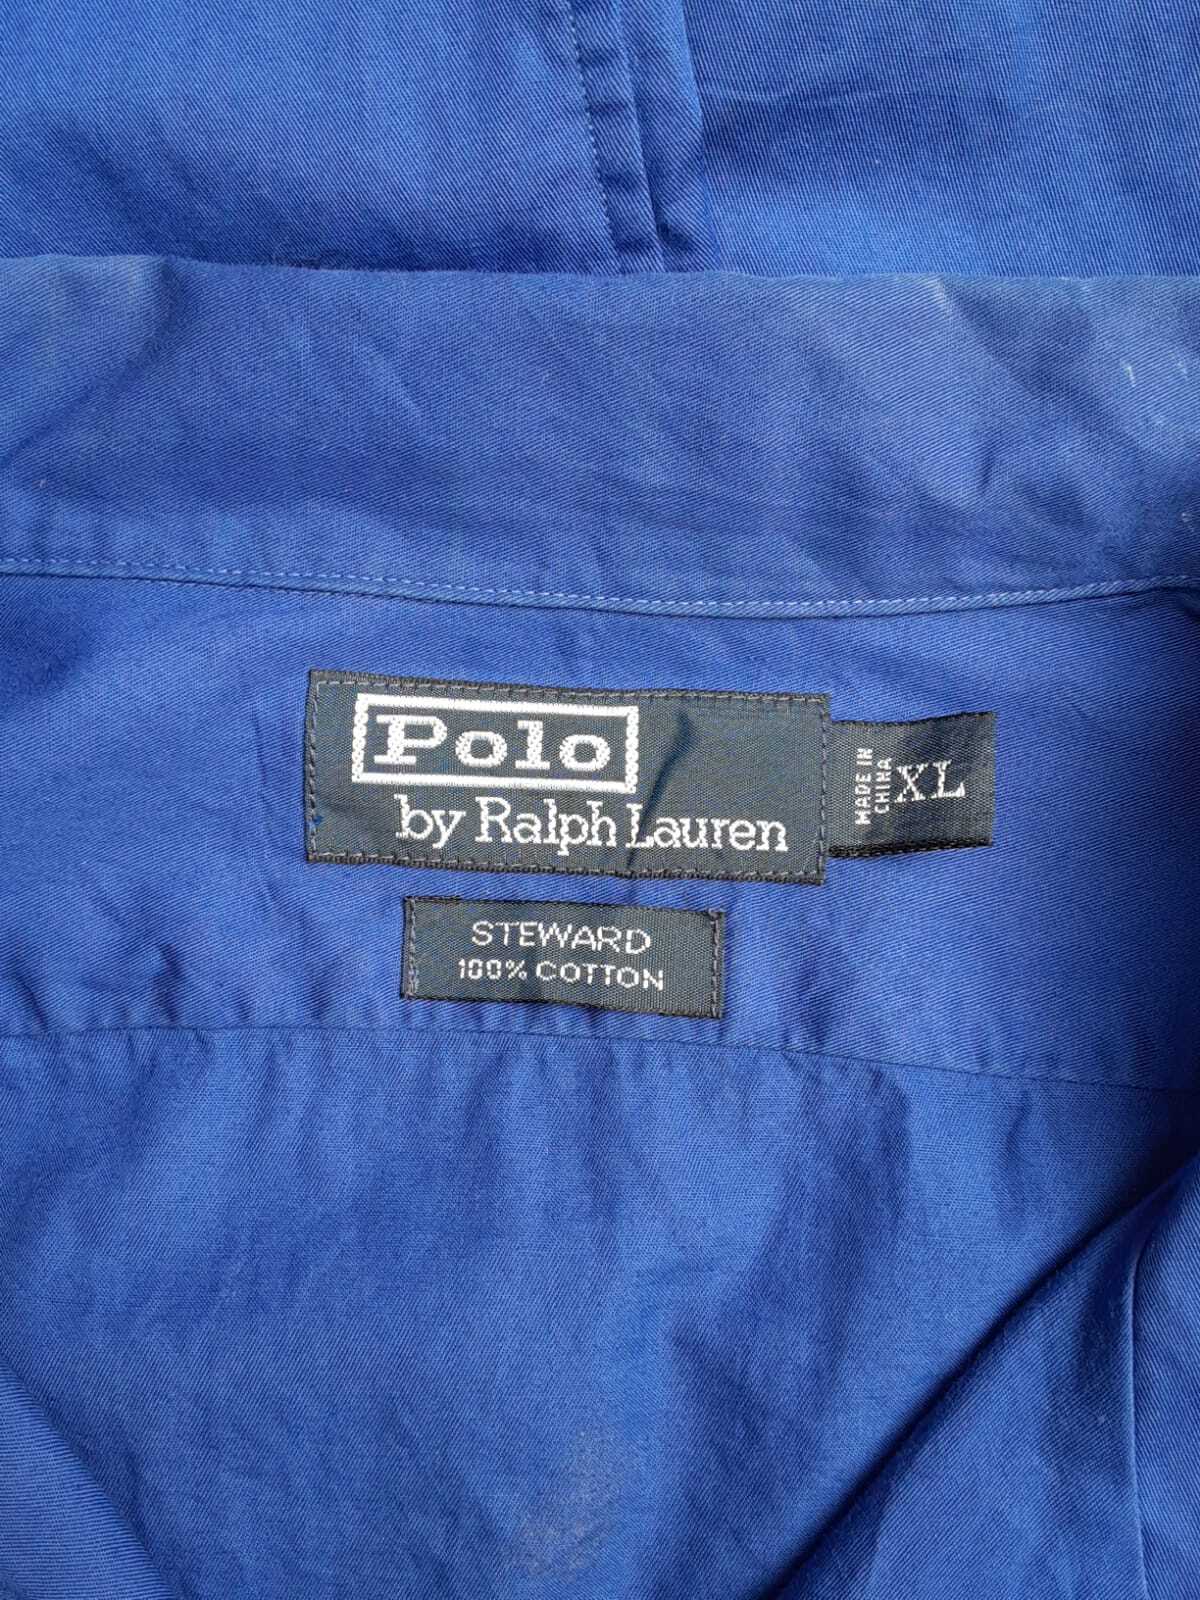 Polo
by Ralph Lauren
MADE IN
CHINA
XL
STEWARD
100% COTTON